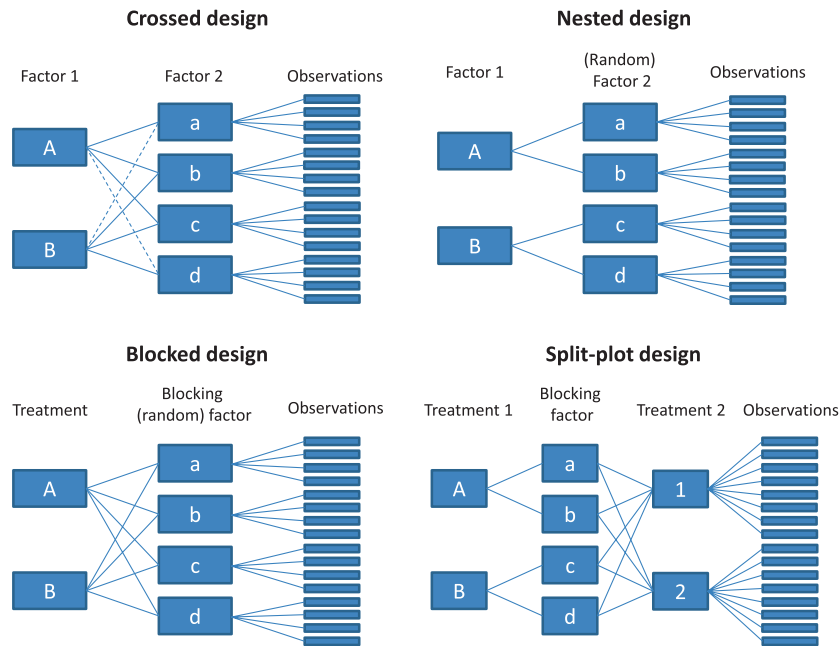 Crossed design
Factor 1
Factor 2
Observations
A
B
a
b
c
d
Nested design
Factor 1
(Random)
Factor 2
Observations
A
B
a
b
c
d
Blocked design
Treatment
Blocking
(random) factor
Observations
A
B
a
b
c
d
Split-plot design
Treatment 1
Blocking
factor
Treatment 2
Observations
A
B
a
b
c
d
1
2